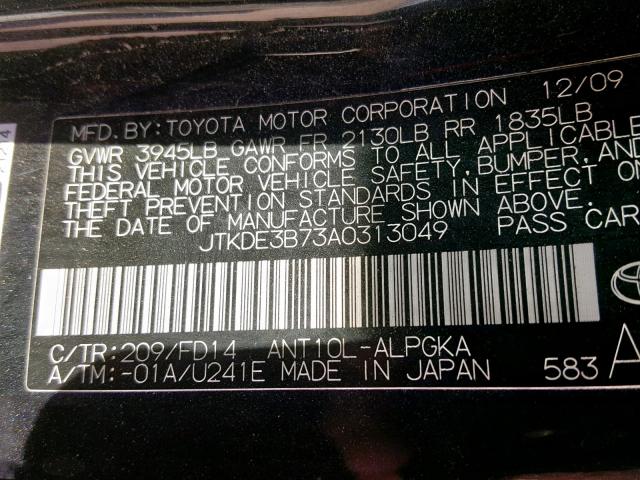 MFD. BY: TOYOTA MOTOR CORPORATION 12/09
GVWR 3945LB GAWR FR 2130LB RR 1835LB
THIS VEHICLE CONFORMS TO ALL APPLICABLE
FEDERAL MOTOR VEHICLE SAFETY, BUMPER, AND
THEFT PREVENTION STANDARDS IN EFFECT ON
THE DATE OF MANUFACTURE SHOWN ABOVE.
JTKDE3B73A0313049 PASS CAR
C/TR: 209/FD14 ANT10L-ALPGKA
A/TM: -01A/U241E MADE IN JAPAN 583